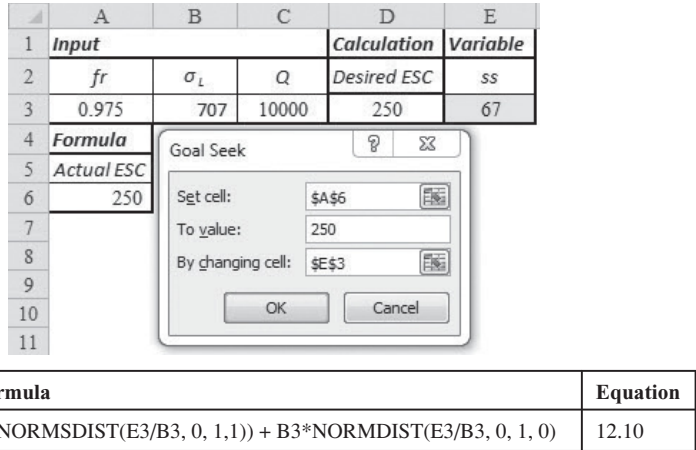 A B C D E
1 Input Calculation Variable
2 fr σL Q Desired ESC ss
3 0.975 707 10000 250 67
4 Formula
5 Actual ESC
6 250
7
8
9
10
11
Goal Seek
Set cell: $A$6
To value: 250
By changing cell: $E$3
OK Cancel
Equation
NORMSDIST(E3/B3, 0, 1,1)) + B3*NORMDIST(E3/B3, 0, 1, 0) 12.10